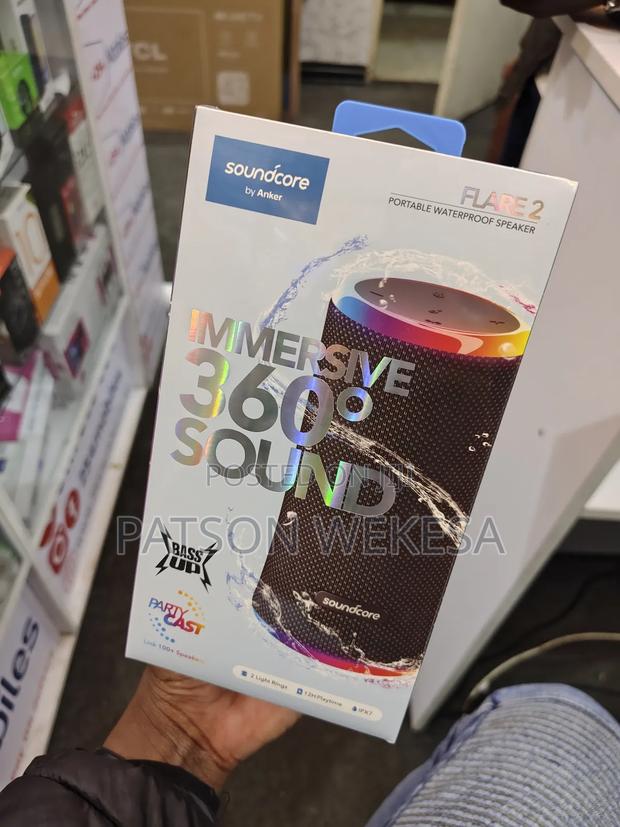 TCL
soundcore
by Anker
FLARE 2
PORTABLE WATERPROOF SPEAKER
IMMERSIVE
360°
SOUND
POSTED ON JIJI
PATSON WEKESA
BASS
UP
PARTY
CAST
Link 100+ Speakers
soundcore
2 Light Rings
12H Playtime
IPX7